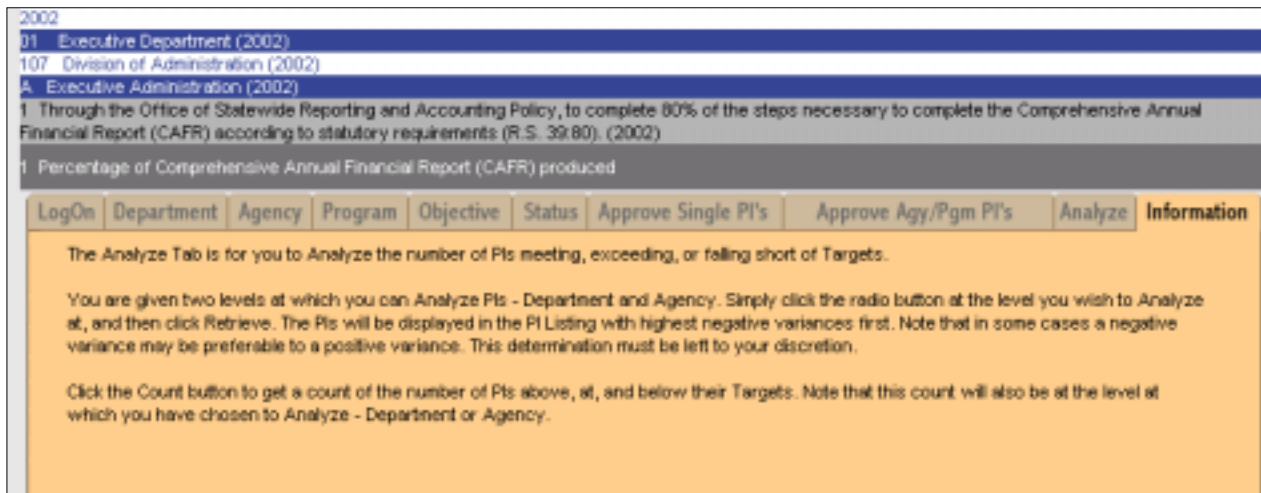 2002
01 Executive Department (2002)
107 Division of Administration (2002)
A Executive Administration (2002)
1 Through the Office of Statewide Reporting and Accounting Policy, to complete 80% of the steps necessary to complete the Comprehensive Annual
Financial Report (CAFR) according to statutory requirements (R.S. 39:80). (2002)
1 Percentage of Comprehensive Annual Financial Report (CAFR) produced
LogOn Department Agency Program Objective Status Approve Single PI's Approve Agy/Pgm PI's Analyze Information
The Analyze Tab is for you to Analyze the number of PIs meeting, exceeding, or falling short of Targets.
You are given two levels at which you can Analyze PIs - Department and Agency. Simply click the radio button at the level you wish to Analyze
at, and then click Retrieve. The PIs will be displayed in the PI Listing with highest negative variances first. Note that in some cases a negative
variance may be preferable to a positive variance. This determination must be left to your discretion.
Click the Count button to get a count of the number of PIs above, at, and below their Targets. Note that this count will also be at the level at
which you have chosen to Analyze - Department or Agency.